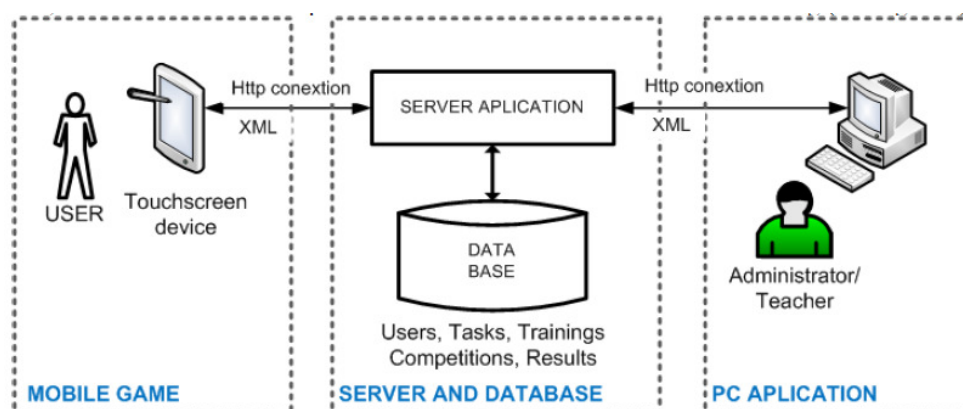 Http conextion
XML
USER
Touchscreen
device
MOBILE GAME
SERVER APLICATION
DATA
BASE
Users, Tasks, Trainings
Competitions, Results
SERVER AND DATABASE
Http conextion
XML
Administrator/
Teacher
PC APLICATION